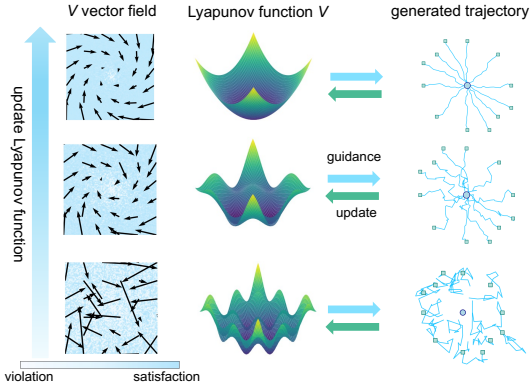 V vector field
Lyapunov function V
generated trajectory
update Lyapunov function
guidance
update
violation
satisfaction